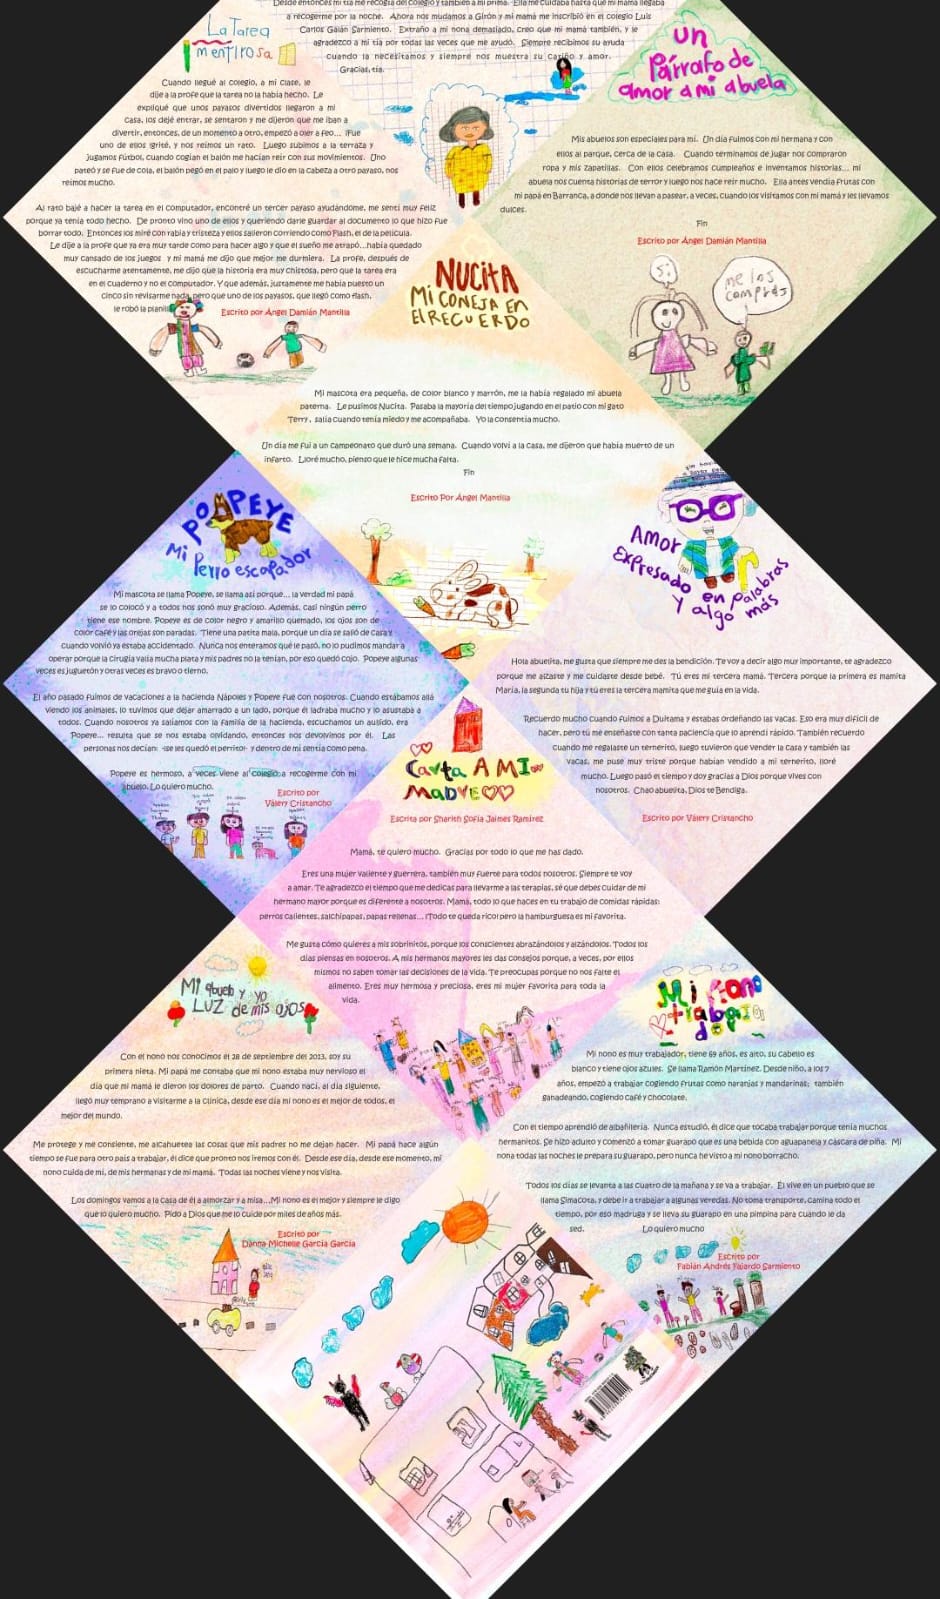 Desde entonces mi tía me recogía del colegio y también a mi prima. Ella me cuidaba hasta que mi mamá llegaba
a recogerme por la noche. Ahora nos mudamos a Girón y mi mamá me inscribió en el colegio Luis
Carlos Galán Sarmiento. Extraño a mi nona demasiado, creo que mi mamá también, y le
agradezco a mi tía por todas las veces que me ayudó. Siempre recibimos su ayuda
cuando la necesitamos y siempre nos muestra su cariño y amor.
Gracias, tía.
La Tarea
mentirosa
Cuando llegué al colegio, a mi clase, le
dije a la profe que la tarea no la había hecho. Le
expliqué que unos payasos divertidos llegaron a mi
casa, los dejé entrar, se sentaron y me dijeron que me iban a
divertir, entonces, de un momento a otro, empezó a oler a feo... ¡Fue
uno de ellos! grité, y nos reímos un rato. Luego subimos a la terraza y
jugamos fútbol, cuando cogían el balón me hacían reír con sus movimientos. Uno
pateó y se fue de cola, el balón pegó en el palo y luego le dio en la cabeza a otro payaso, nos
reímos mucho.
Al rato bajé a hacer la tarea en el computador, encontré un tercer payaso ayudándome, me sentí muy feliz
porque ya tenía todo hecho. De pronto vino uno de ellos y queriendo darle guardar al documento lo que hizo fue
borrar todo. Entonces los miré con rabia y tristeza y ellos salieron corriendo como Flash, el de la película.
Le dije a la profe que ya era muy tarde como para hacer algo y que el sueño me atrapó...había quedado
muy cansado de los juegos y mi mamá me dijo que mejor me durmiera. La profe, después de
escucharme atentamente, me dijo que la historia era muy chistosa, pero que la tarea era
en el cuaderno y no el computador. Y que además, justamente me había puesto un
cinco sin revisarme nada, pero que uno de los payasos, que llegó como flash,
le robó la planilla
Escrito por Ángel Damián Mantilla
un
Párrafo de
amor a mi abuela
Mis abuelos son especiales para mí. Un día fuimos con mi hermana y con
ellos al parque, cerca de la casa. Cuando terminamos de jugar nos compraron
ropa y mis zapatillas. Con ellos celebramos cumpleaños e inventamos historias... mi
abuela nos cuenta historias de terror y luego nos hace reír mucho. Ella antes vendía frutas con
mi papá en Barranca, a donde nos llevan a pasear, a veces, cuando los visitamos con mi mamá y les llevamos
dulces.
Fin
Escrito por Ángel Damián Mantilla
si
me los
compras
NUCITA
Mi CONEJA EN
EL RECUERDO
Mi mascota era pequeña, de color blanco y marrón, me la había regalado mi abuela
paterna. Le pusimos Nucita. Pasaba la mayoría del tiempo jugando en el patio con mi gato
Terry, salía cuando tenía miedo y me acompañaba. Yo la consentía mucho.
Un día me fui a un campeonato que duró una semana. Cuando volví a la casa, me dijeron que había muerto de un
infarto. Lloré mucho, pienso que le hice mucha falta.
Fin
Escrito Por Ángel Mantilla
POPEYE
Mi Perro escapador
Mi mascota se llama Popeye, se llama así porque... la verdad mi papá
se lo colocó y a todos nos sonó muy gracioso. Además, casi ningún perro
tiene ese nombre. Popeye es de color negro y amarillo quemado, los ojos son de
color café y las orejas son paradas. Tiene una patita mala, porque un día se salió de casa y
cuando volvió ya estaba accidentado. Nunca nos enteramos qué le pasó, no lo pudimos mandar a
operar porque la cirugía valía mucha plata y mis padres no la tenían, por eso quedó cojo. Popeye algunas
veces es juguetón y otras veces es bravo o tierno.
El año pasado fuimos de vacaciones a la hacienda Nápoles y Popeye fue con nosotros. Cuando estábamos allá
viendo los animales, lo tuvimos que dejar amarrado a un lado, porque él ladraba mucho y lo asustaba a
todos. Cuando nosotros ya salíamos con la familia de la hacienda, escuchamos un aullido, era
Popeye... resulta que se nos estaba olvidando, entonces nos devolvimos por él. Las
personas nos decían: -¡se les quedó el perrito!- y dentro de mí sentía como pena.
Popeye es hermoso, a veces viene al colegio a recogerme con mi
abuelo. Lo quiero mucho.
Escrito por
Valery Cristancho
Amor
Expresado en Palabras
Y algo más
Hola abuelita, me gusta que siempre me des la bendición. Te voy a decir algo muy importante, te agradezco
porque me alzaste y me cuidaste desde bebé. Tú eres mi tercera mamá. Tercera porque la primera es mamita
María, la segunda tu hija y tú eres la tercera mamita que me guía en la vida.
Recuerdo mucho cuando fuimos a Duitama y estabas ordeñando las vacas. Eso era muy difícil de
hacer, pero tú me enseñaste con tanta paciencia que lo aprendí rápido. También recuerdo
cuando me regalaste un ternerito, luego tuvieron que vender la casa y también las
vacas, me puse muy triste porque habían vendido a mi ternerito, lloré
mucho. Luego pasó el tiempo y doy gracias a Dios porque vives con
nosotros. Chao abuelita, Dios te Bendiga.
Escrito por Valery Cristancho
Carta A MI
MADRE
Escrita por Sharith Sofía Jaimes Ramírez
Mamá, te quiero mucho. Gracias por todo lo que me has dado.
Eres una mujer valiente y guerrera, también muy fuerte para todos nosotros. Siempre te voy
a amar. Te agradezco el tiempo que me dedicas para llevarme a las terapias, sé que debes cuidar de mi
hermano mayor porque es diferente a nosotros. Mamá, todo lo que haces en tu trabajo de comidas rápidas:
perros calientes, salchipapas, papas rellenas... ¡Todo te queda rico! pero la hamburguesa es mi favorita.
Me gusta cómo quieres a mis sobrinitos, porque los conscientes abrazándolos y alzándolos. Todos los
días piensas en nosotros. A mis hermanos mayores les das consejos porque, a veces, por ellos
mismos no saben tomar las decisiones de la vida. Te preocupas porque no nos falte el
alimento. Eres muy hermosa y preciosa, eres mi mujer favorita para toda la
vida.
Mi abuelo y yo
LUZ de mis ojos
Con el nono nos conocimos el 28 de septiembre del 2013, soy su
primera nieta. Mi papá me contaba que mi nono estaba muy nervioso el
día que mi mamá le dieron los dolores de parto. Cuando nací, al día siguiente,
llegó muy temprano a visitarme a la clínica, desde ese día mi nono es el mejor de todos, el
mejor del mundo.
Me protege y me consiente, me alcahuetea las cosas que mis padres no me dejan hacer. Mi papá hace algún
tiempo se fue para otro país a trabajar, él dice que pronto nos iremos con él. Desde ese día, desde ese momento, mi
nono cuida de mí, de mis hermanas y de mi mamá. Todas las noches viene y nos visita.
Los domingos vamos a la casa de él a almorzar y a misa...Mi nono es el mejor y siempre le digo
que lo quiero mucho. Pido a Dios que me lo cuide por miles de años más.
Escrito por
Danna Michelle García García
Mi nono
trabajador
Mi nono es muy trabajador, tiene 69 años, es alto, su cabello es
blanco y tiene ojos azules. Se llama Ramón Martínez. Desde niño, a los 7
años, empezó a trabajar cogiendo frutas como naranjas y mandarinas; también
ganadeando, cogiendo café y chocolate.
Con el tiempo aprendió de albañilería. Nunca estudió, él dice que tocaba trabajar porque tenía muchos
hermanitos. Se hizo adulto y comenzó a tomar guarapo que es una bebida con aguapanela y cáscara de piña. Mi
nona todas las noches le prepara su guarapo, pero nunca he visto a mi nono borracho.
Todos los días se levanta a las cuatro de la mañana y se va a trabajar. Él vive en un pueblo que se
llama Simacota, y debe ir a trabajar a algunas veredas. No toma transporte, camina todo el
tiempo, por eso madruga y se lleva su guarapo en una pimpina para cuando le da
sed. Lo quiero mucho
Escrito por
Fabián Andrés Fajardo Sarmiento